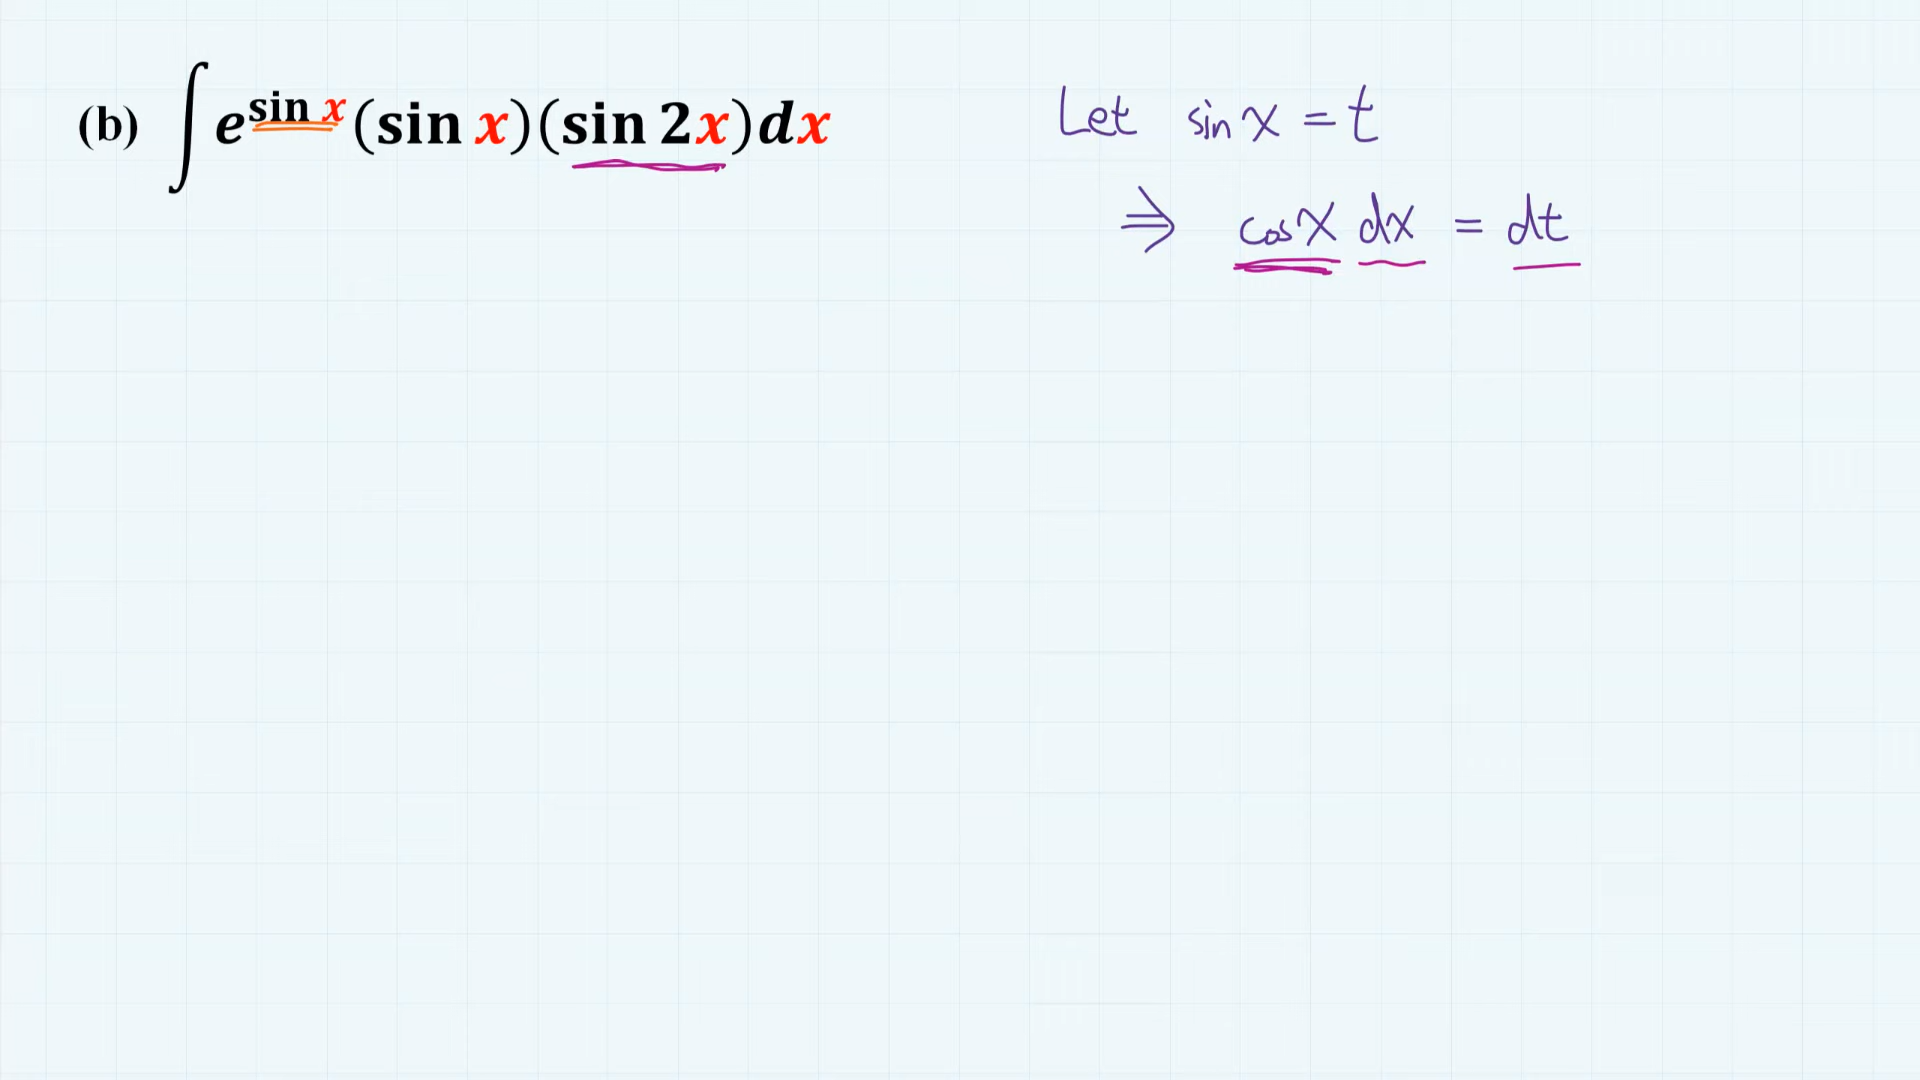 (b) ∫ e^{sin x}(sin x)(sin 2x)dx
Let sin x = t
⇒ cos x dx = dt